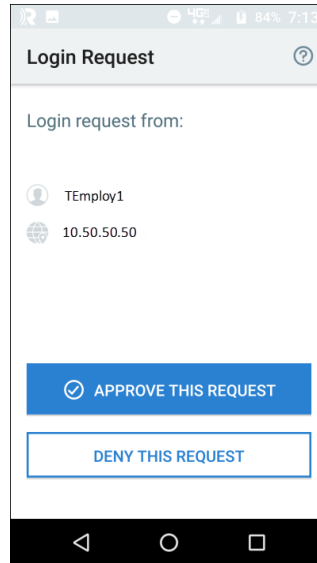 4G 84% 7:13
Login Request
Login request from:
TEmploy1
10.50.50.50
APPROVE THIS REQUEST
DENY THIS REQUEST